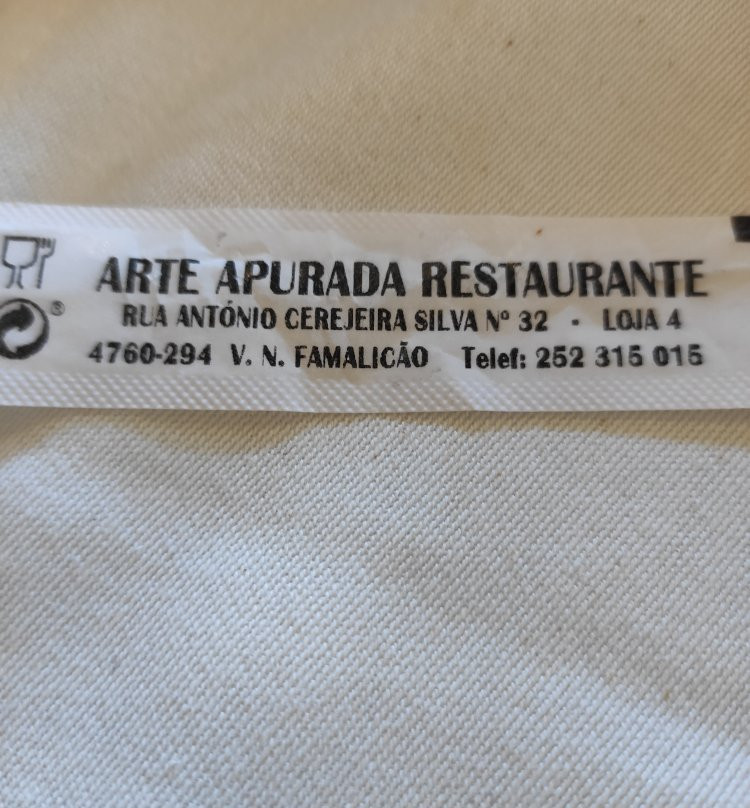 ARTE APURADA RESTAURANTE
RUA ANTÓNIO CEREJEIRA SILVA Nº 32 · LOJA 4
4760-294 V. N. FAMALICÃO Telef: 252 315 015
®